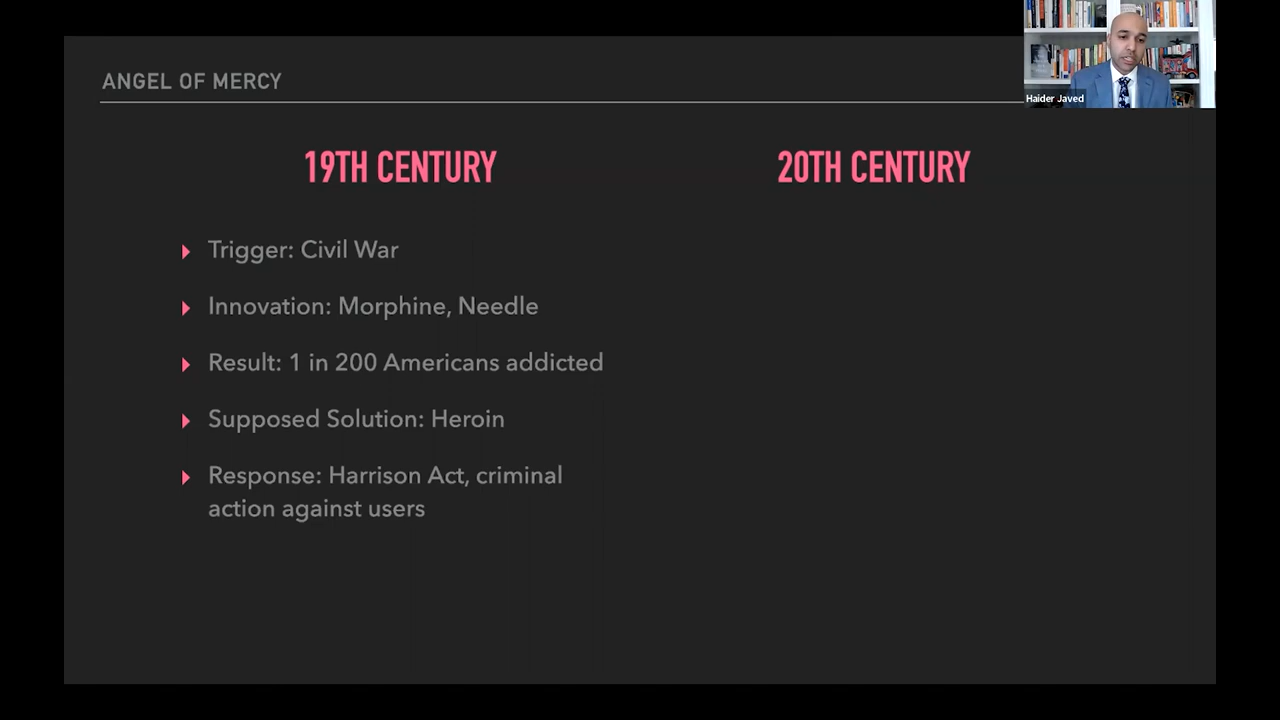 ANGEL OF MERCY
Haider Javed
19TH CENTURY
20TH CENTURY
Trigger: Civil War
Innovation: Morphine, Needle
Result: 1 in 200 Americans addicted
Supposed Solution: Heroin
Response: Harrison Act, criminal
action against users